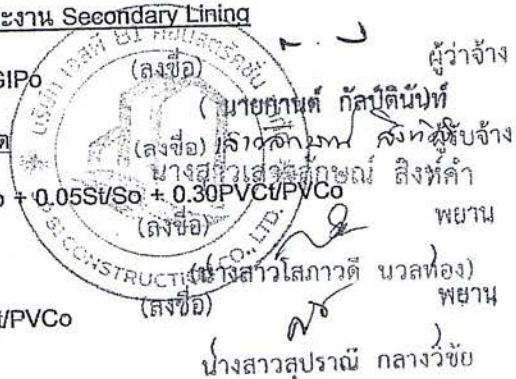 ะงาน Secondary Lining
ผู้ว่าจ้าง
GIPo
(ลงชื่อ)
( นายกานต์ กัลป์ตินันท์
(ลงชื่อ) ผู้รับจ้าง
นางสาวเสาวลักษณ์ สิงห์คำ
+ 0.05St/So + 0.30PVCt/PVCo
(ลงชื่อ) พยาน
CONSTRUCTION CO., LTD.
(นางสาวโสภาวดี นวลทอง)
(ลงชื่อ) พยาน
t/PVCo
)
นางสาวสุปราณี กลางวิชัย